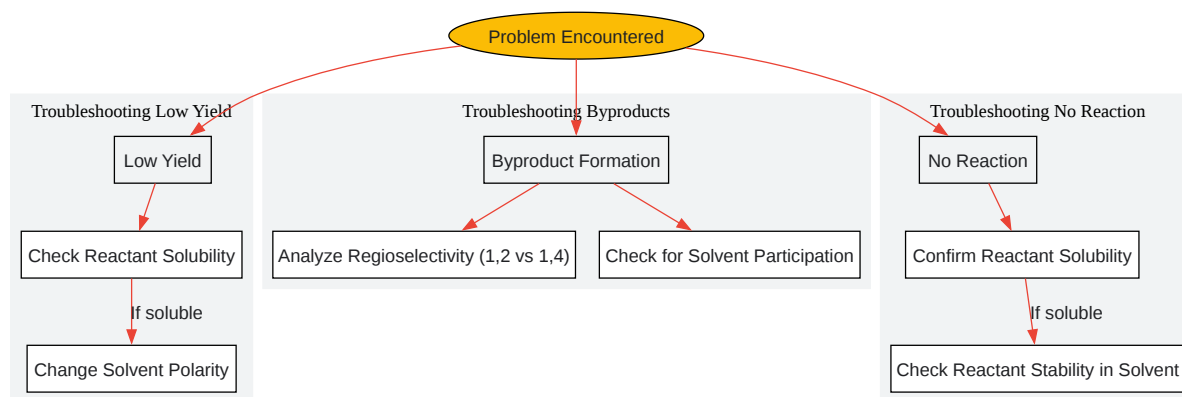 Problem Encountered
Troubleshooting Low Yield
Troubleshooting Byproducts
Troubleshooting No Reaction
Low Yield
Byproduct Formation
No Reaction
Check Reactant Solubility
Analyze Regioselectivity (1,2 vs 1,4)
Check for Solvent Participation
Confirm Reactant Solubility
If soluble
If soluble
Change Solvent Polarity
Check Reactant Stability in Solvent